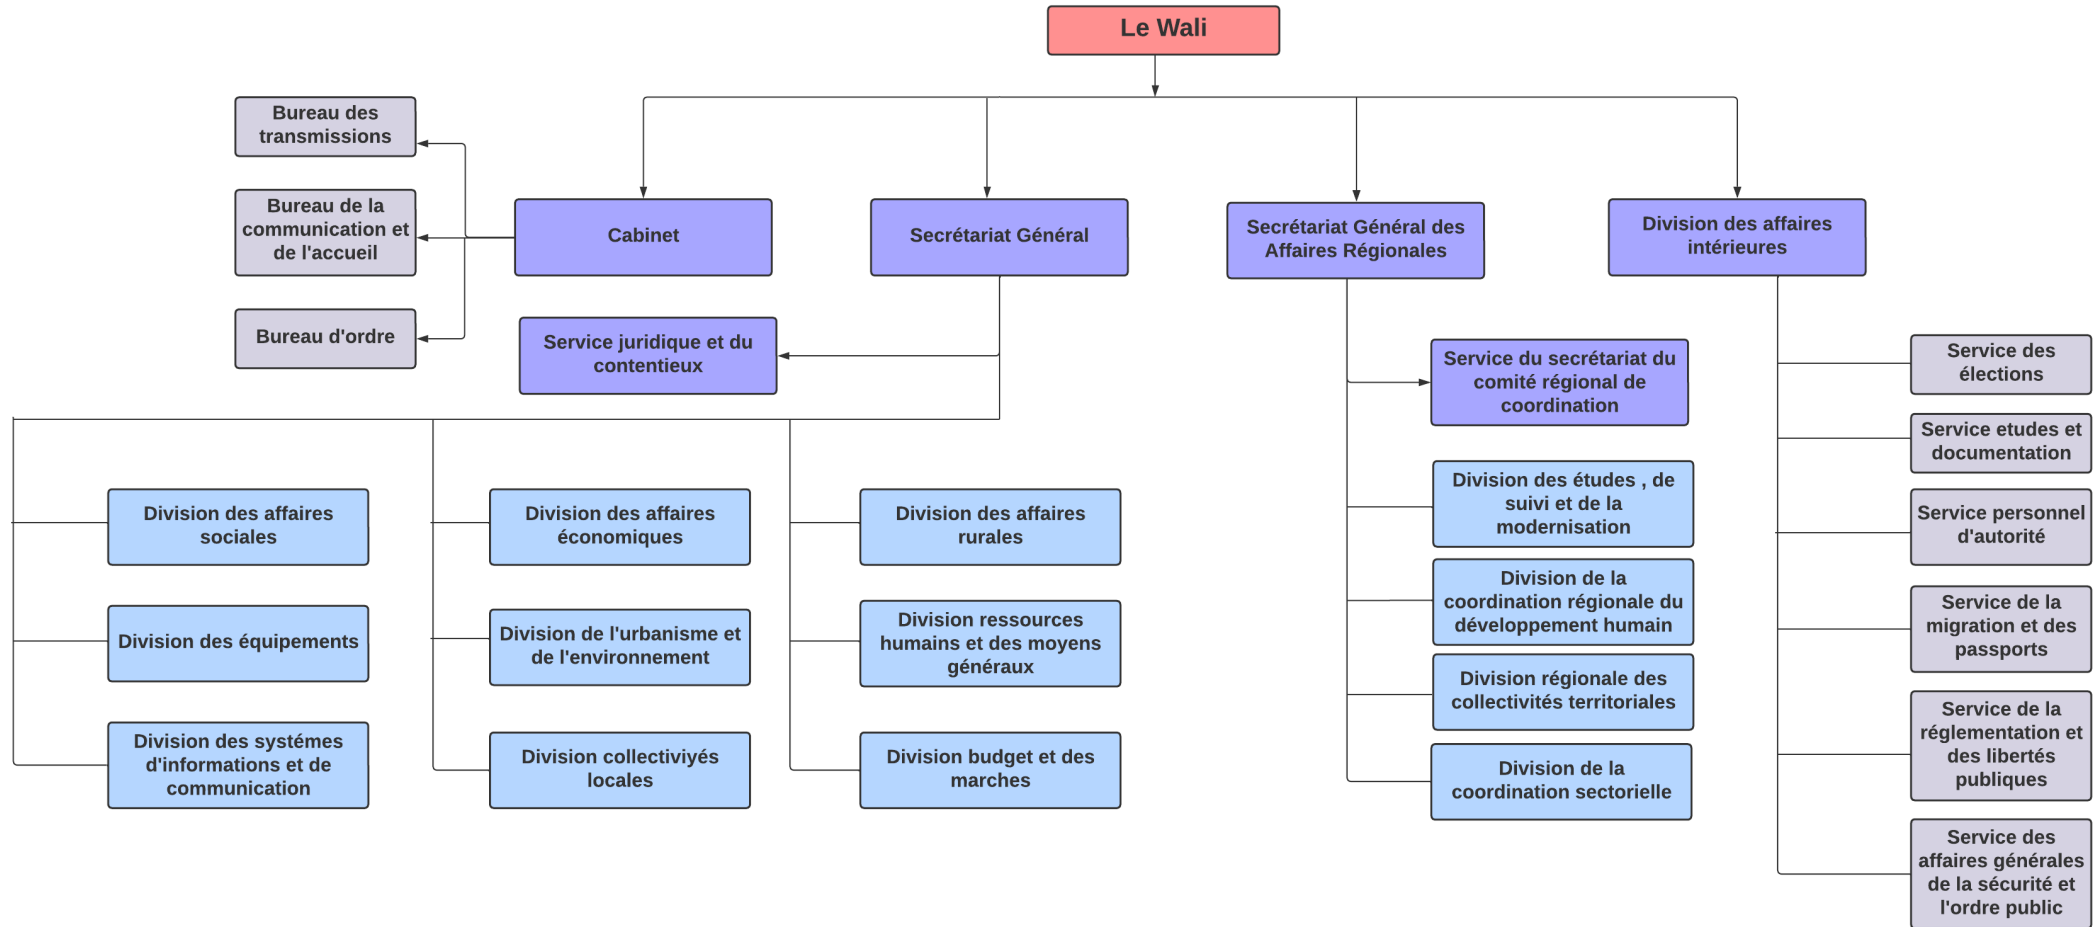 Le Wali
Bureau des
transmissions
Bureau de la
communication et
de l'accueil
Bureau d'ordre
Cabinet
Secrétariat Général
Secrétariat Général des
Affaires Régionales
Division des affaires
intérieures
Service juridique et du
contentieux
Division des affaires
sociales
Division des équipements
Division des systémes
d'informations et de
communication
Division des affaires
économiques
Division de l'urbanisme et
de l'environnement
Division collectiviyés
locales
Division des affaires
rurales
Division ressources
humains et des moyens
généraux
Division budget et des
marches
Service du secrétariat du
comité régional de
coordination
Division des études , de
suivi et de la
modernisation
Division de la
coordination régionale du
développement humain
Division régionale des
collectivités territoriales
Division de la
coordination sectorielle
Service des
élections
Service etudes et
documentation
Service personnel
d'autorité
Service de la
migration et des
passports
Service de la
réglementation et
des libertés
publiques
Service des
affaires générales
de la sécurité et
l'ordre public